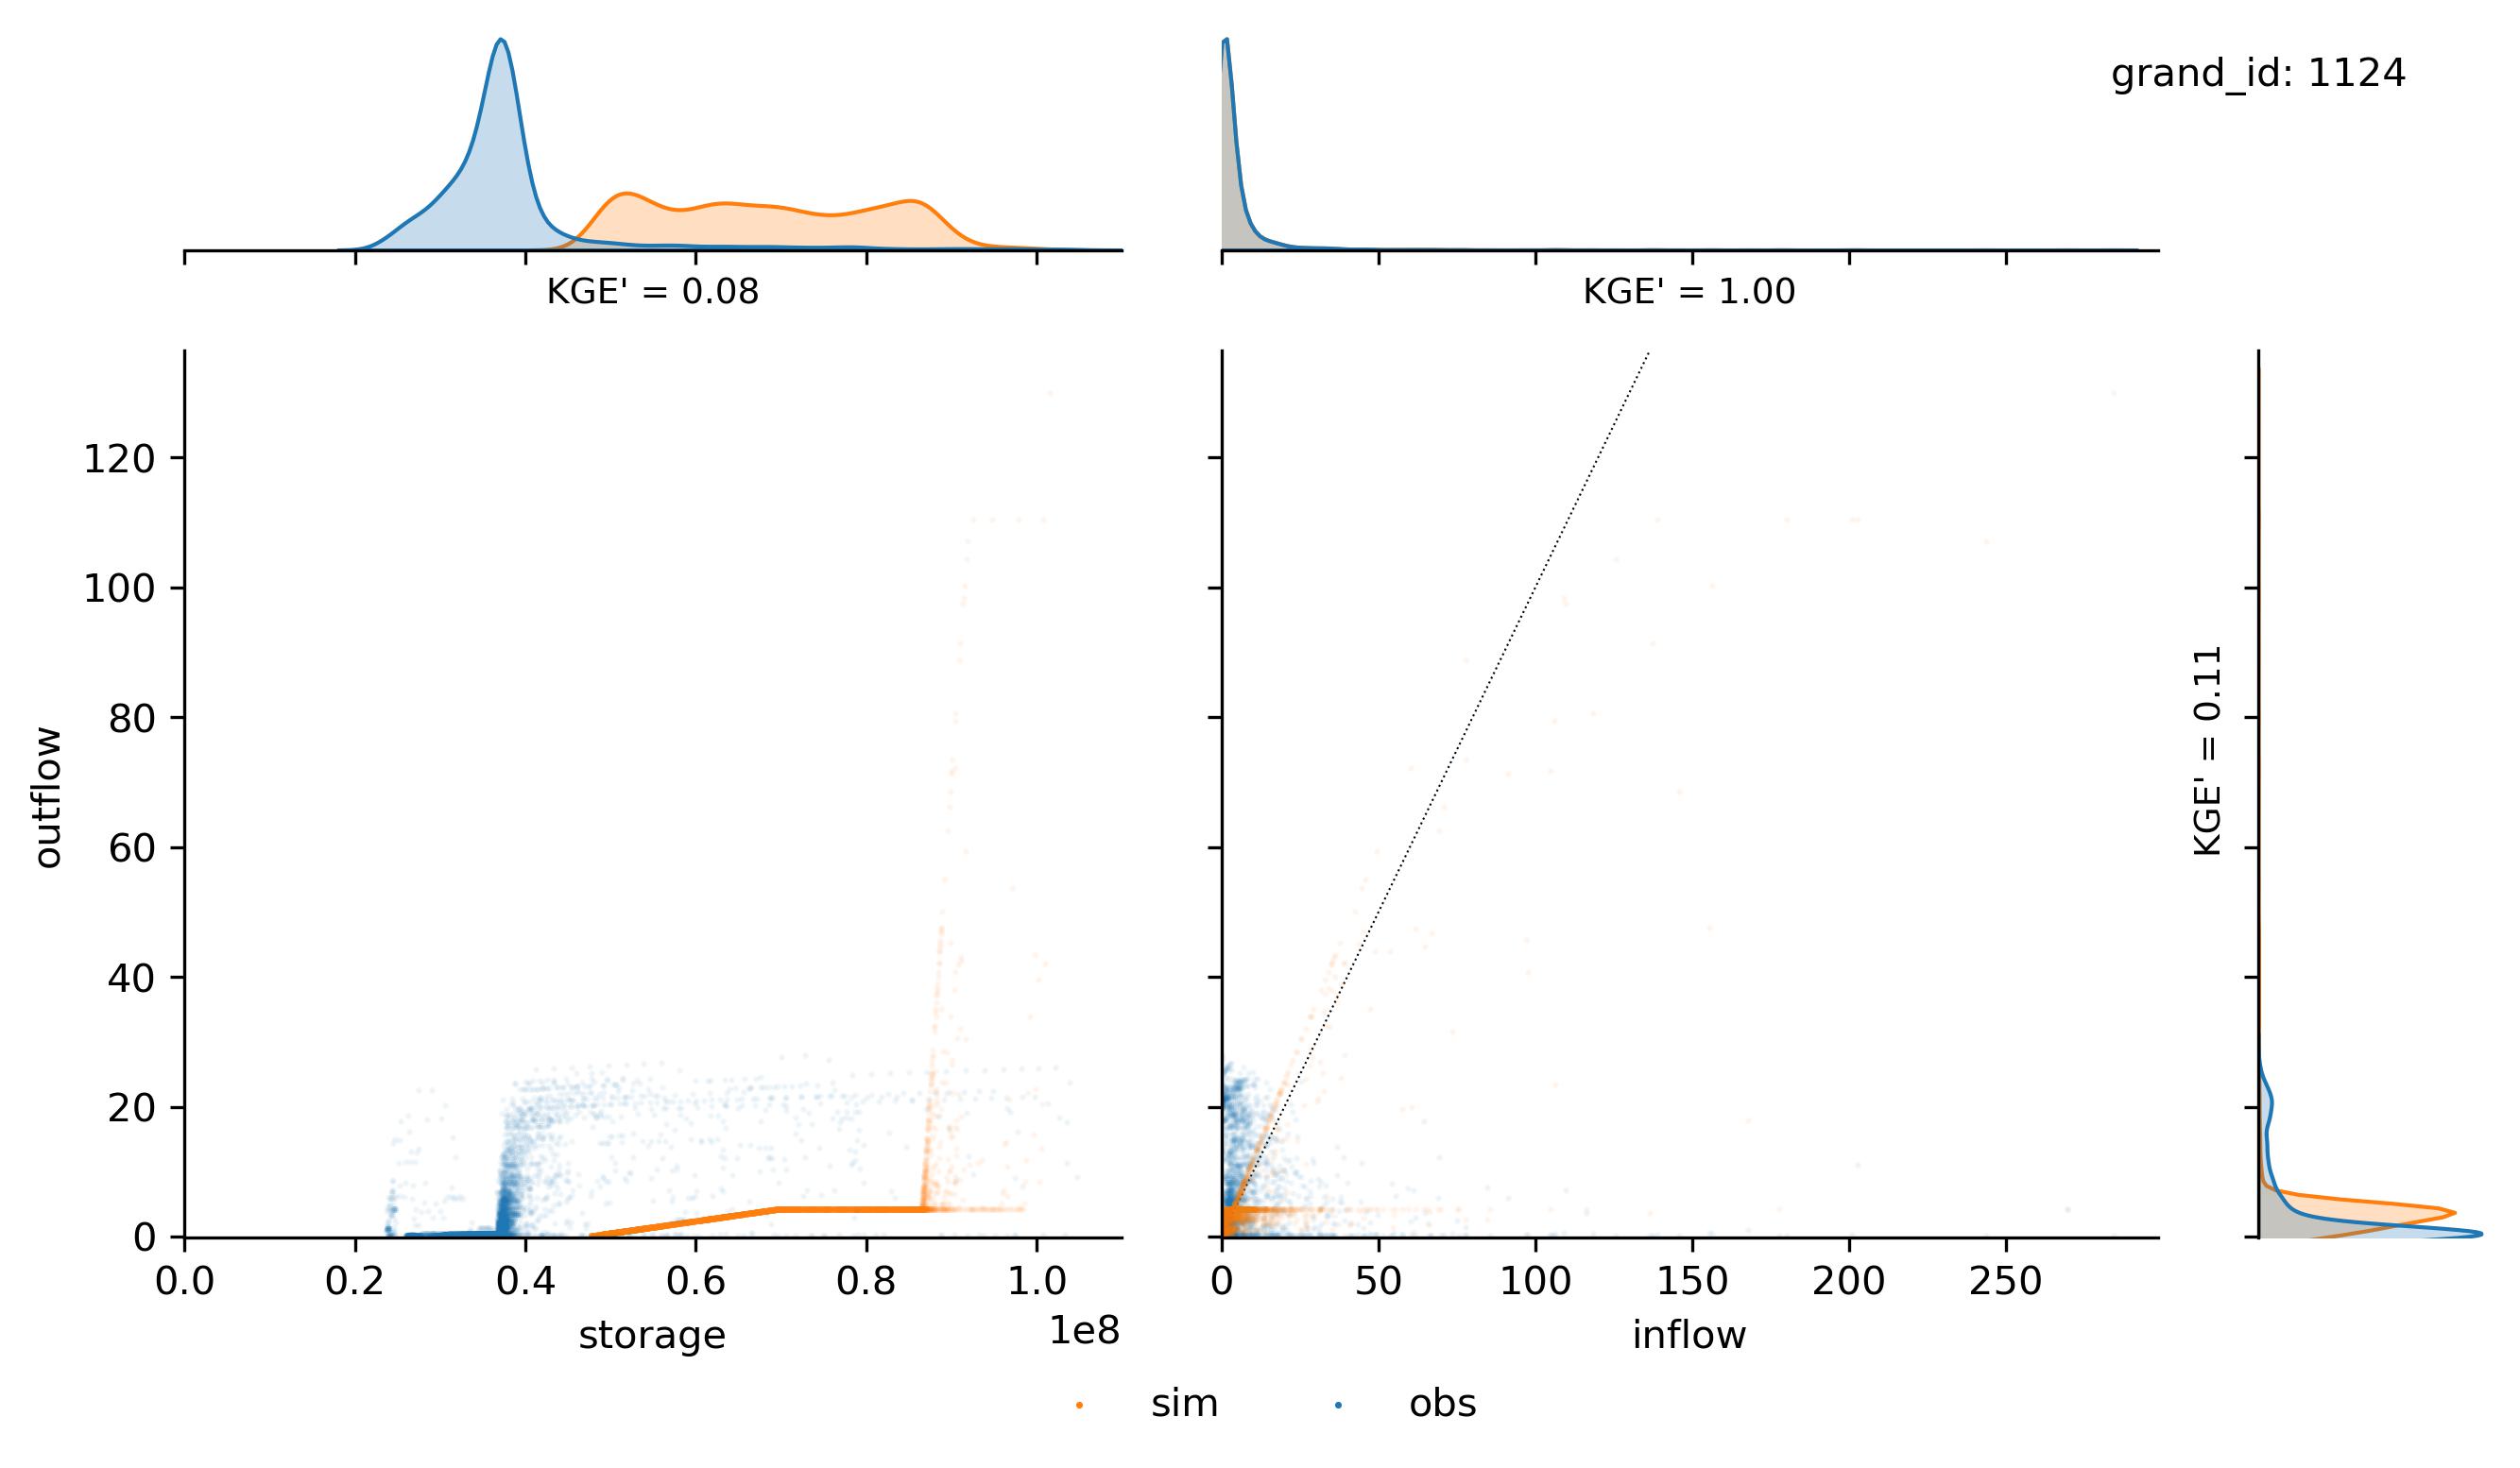 grand_id: 1124
KGE' = 0.08
KGE' = 1.00
120
100
80
60
40
20
0
outflow
KGE' = 0.11
0.0 0.2 0.4 0.6 0.8 1.0
0 50 100 150 200 250
1e8
storage
inflow
sim obs